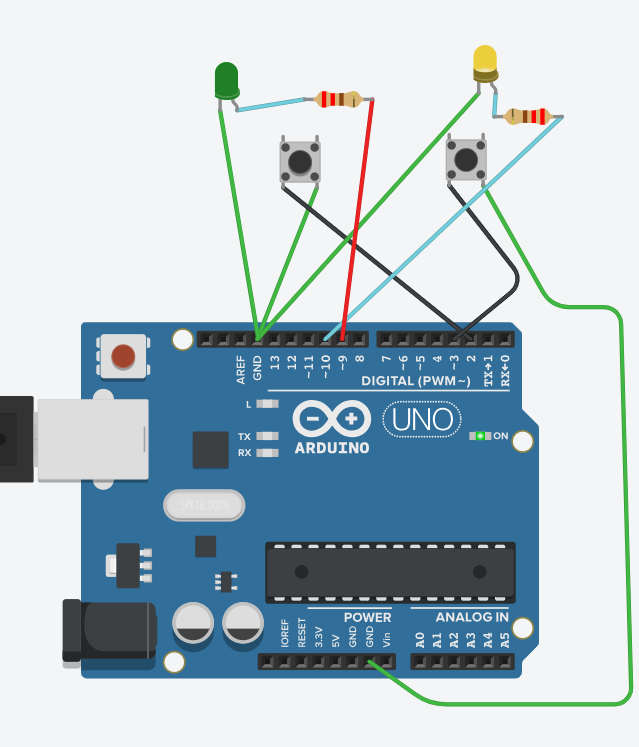 AREF
GND
13
12
~11
~10
~9
8
7
~6
~5
4
~3
2
TX→1
RX←0
DIGITAL (PWM~)
L
TX
RX
ARDUINO
UNO
ON
POWER
ANALOG IN
IOREF
RESET
3.3V
5V
GND
GND
Vin
A0
A1
A2
A3
A4
A5